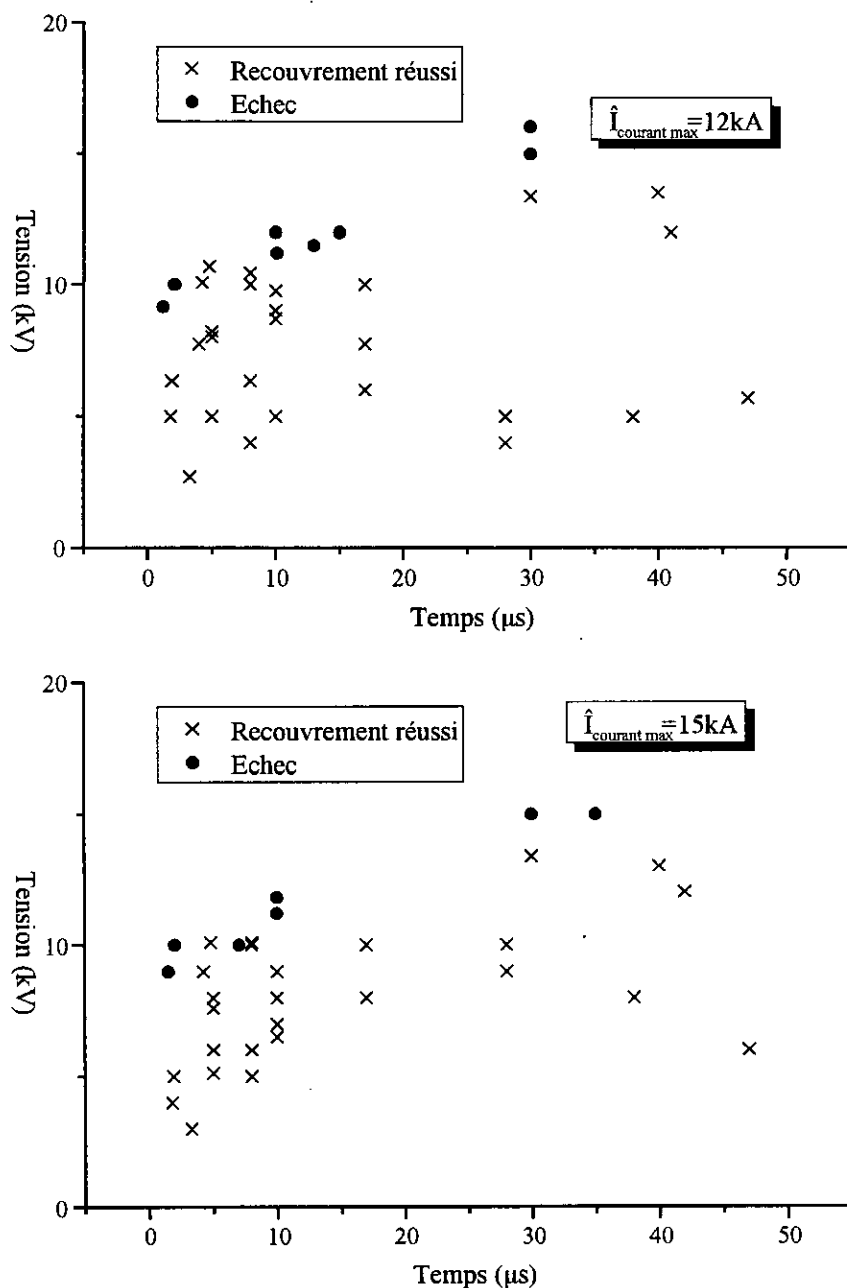 20
× Recouvrement réussi
● Echec
Î courant max =12kA
Tension (kV)
10
0
0 10 20 30 40 50
Temps (μs)
20
× Recouvrement réussi
● Echec
Î courant max =15kA
Tension (kV)
10
0
0 10 20 30 40 50
Temps (μs)